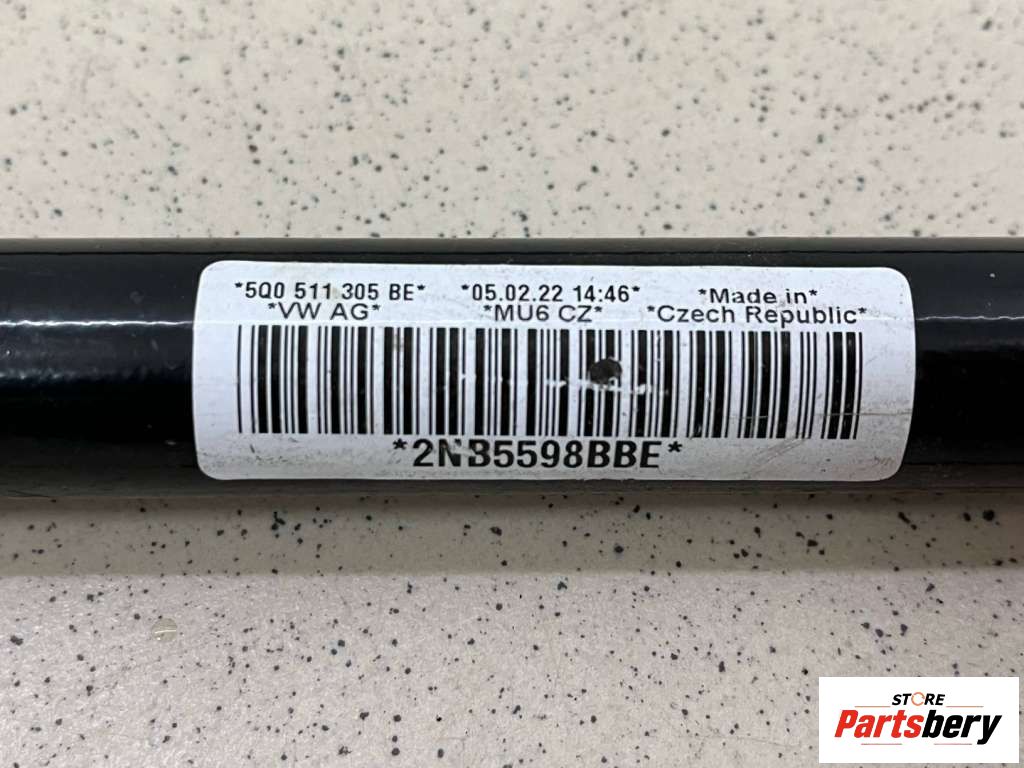 *5Q0 511 305 BE* *05.02.22 14:46* *Made in*
*VW AG* *MU6 CZ* *Czech Republic*
*2NB5598BBE*
STORE
Partsbery